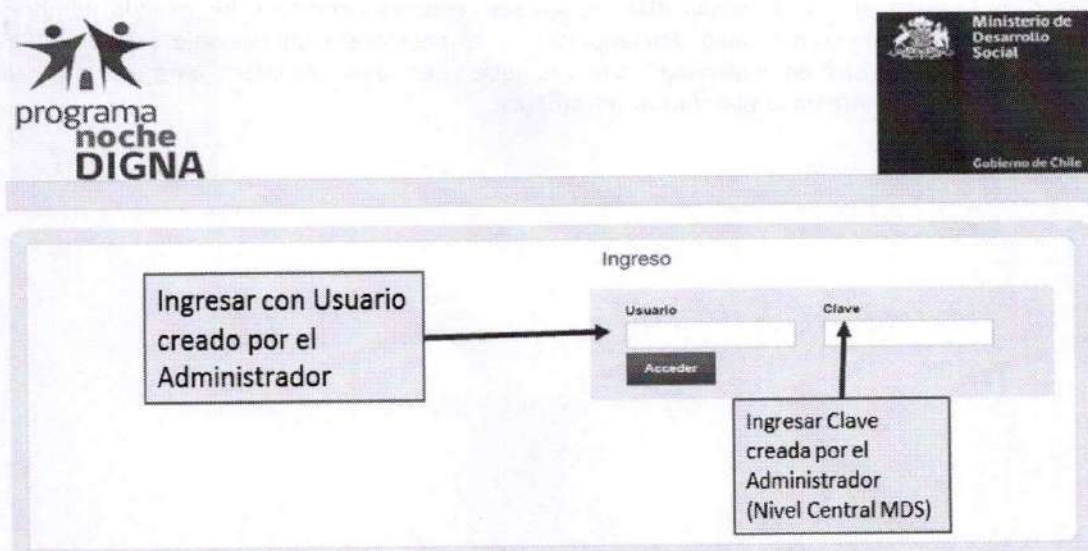 programa
noche
DIGNA
Ministerio de
Desarrollo
Social
Gobierno de Chile
Ingreso
Ingresar con Usuario
creado por el
Administrador
Usuario
Clave
Acceder
Ingresar Clave
creada por el
Administrador
(Nivel Central MDS)